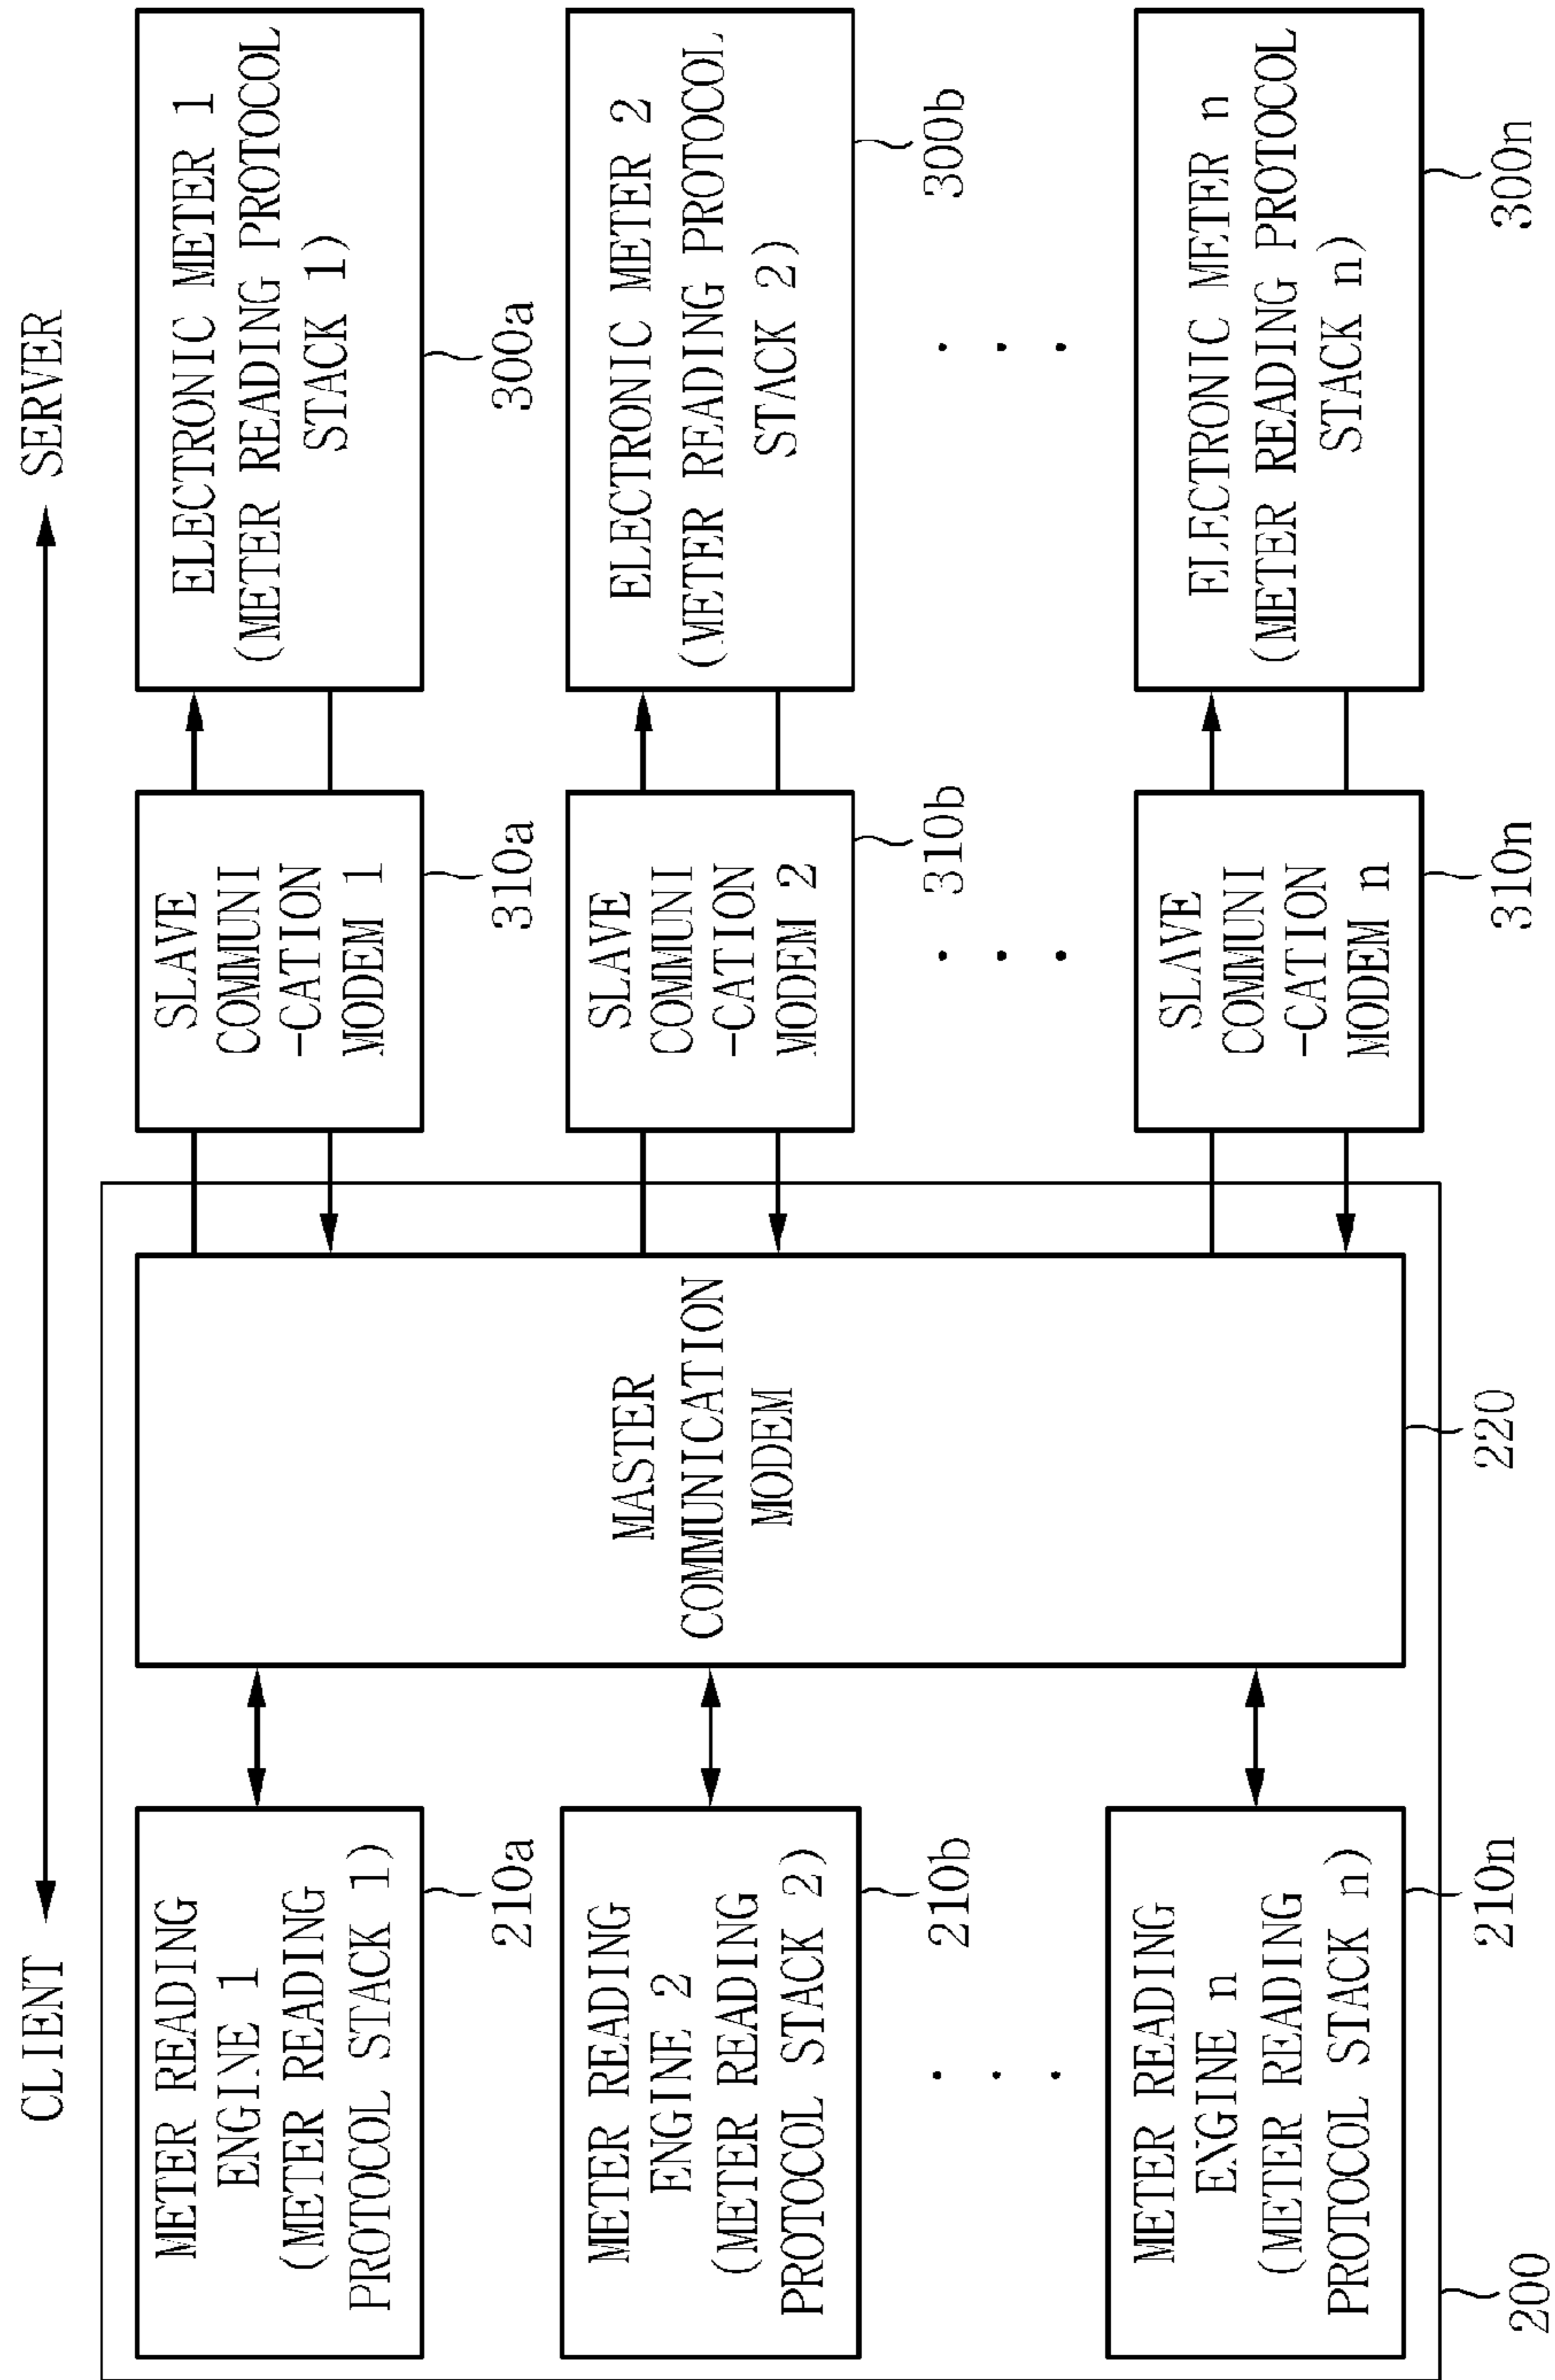 CLIENT
SERVER
METER READING
ENGINE 1
(METER READING
PROTOCOL STACK 1)
210a
METER READING
ENGINE 2
(METER READING
PROTOCOL STACK 2)
210b
. . .
METER READING
ENGINE n
(METER READING
PROTOCOL STACK n)
210n
200
MASTER
COMMUNICATION
MODEM
220
SLAVE
COMMUNI
-CATION
MODEM 1
310a
SLAVE
COMMUNI
-CATION
MODEM 2
310b
. . .
SLAVE
COMMUNI
-CATION
MODEM n
310n
ELECTRONIC METER 1
(METER READING PROTOCOL
STACK 1)
300a
ELECTRONIC METER 2
(METER READING PROTOCOL
STACK 2)
300b
. . .
ELECTRONIC METER n
(METER READING PROTOCOL
STACK n)
300n